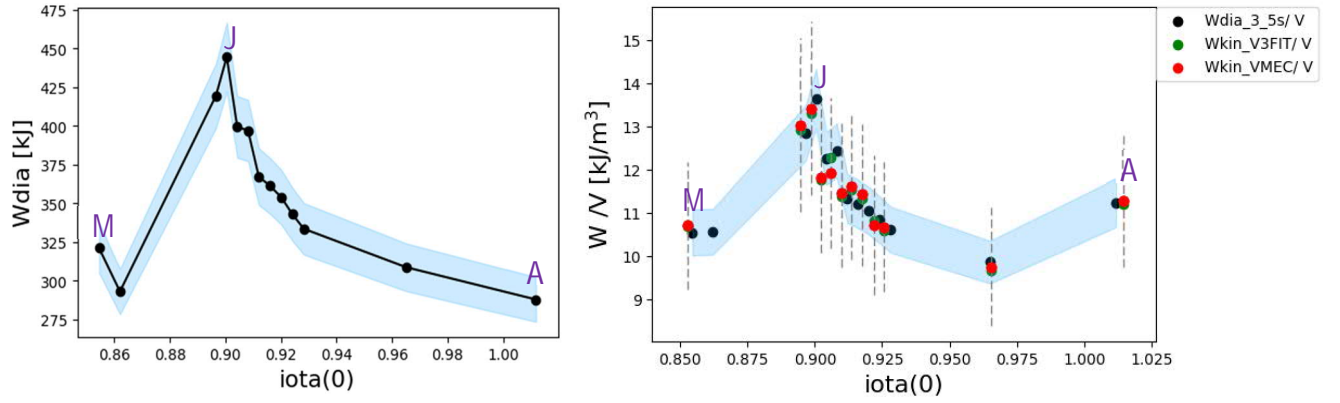 475
450
425
400
375
350
325
300
275
Wdia [kJ]
M
J
A
0.86 0.88 0.90 0.92 0.94 0.96 0.98 1.00
iota(0)
15
14
13
12
11
10
9
W /V [kJ/m³]
M
J
A
0.850 0.875 0.900 0.925 0.950 0.975 1.000 1.025
iota(0)
Wdia_3_5s/ V
Wkin_V3FIT/ V
Wkin_VMEC/ V